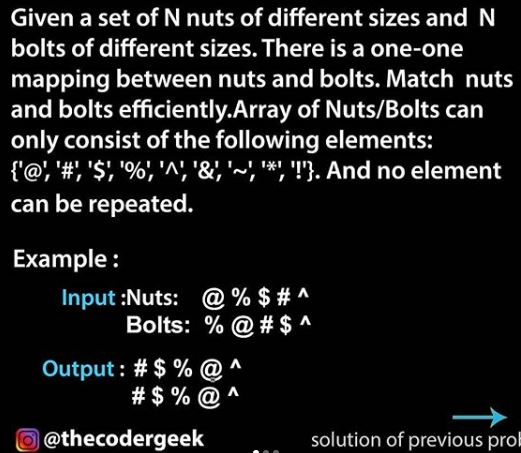 Given a set of N nuts of different sizes and N
bolts of different sizes. There is a one-one
mapping between nuts and bolts. Match nuts
and bolts efficiently.Array of Nuts/Bolts can
only consist of the following elements:
{'@', '#', '$', '%', '^', '&', '~', '*', '!'}. And no element
can be repeated.
Example :
Input :Nuts: @ % $ # ^
Bolts: % @ # $ ^
Output : # $ % @ ^
# $ % @ ^
@thecodergeek solution of previous